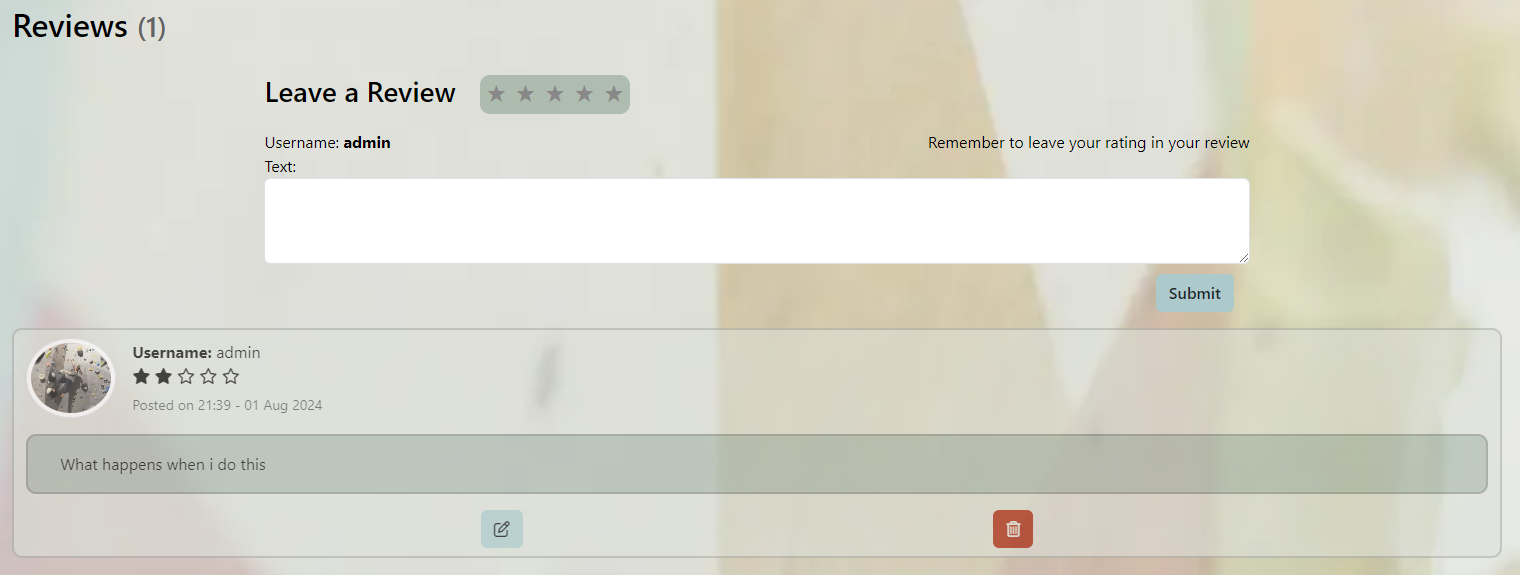 Reviews (1)
Leave a Review
Username: admin
Remember to leave your rating in your review
Text:
Submit
Username: admin
Posted on 21:39 - 01 Aug 2024
What happens when i do this